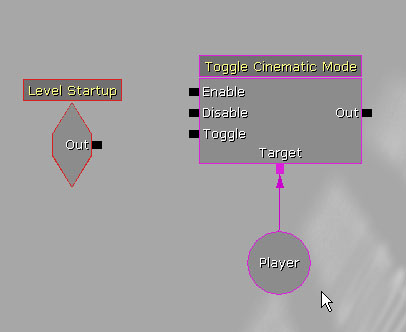 Level Startup
Out
Toggle Cinematic Mode
Enable
Disable
Out
Toggle
Target
Player